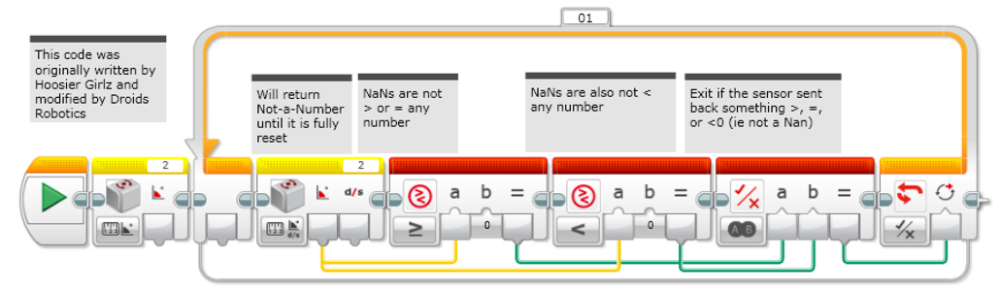 01
This code was
originally written by
Hoosier Girlz and
modified by Droids
Robotics
Will return
Not-a-Number
until it is fully
reset
NaNs are not
> or = any
number
NaNs are also not <
any number
Exit if the sensor sent
back something >, =,
or <0 (ie not a Nan)
2
2
d/s
a b =
a b =
a b =
d/s
≥
0
<
0
A B